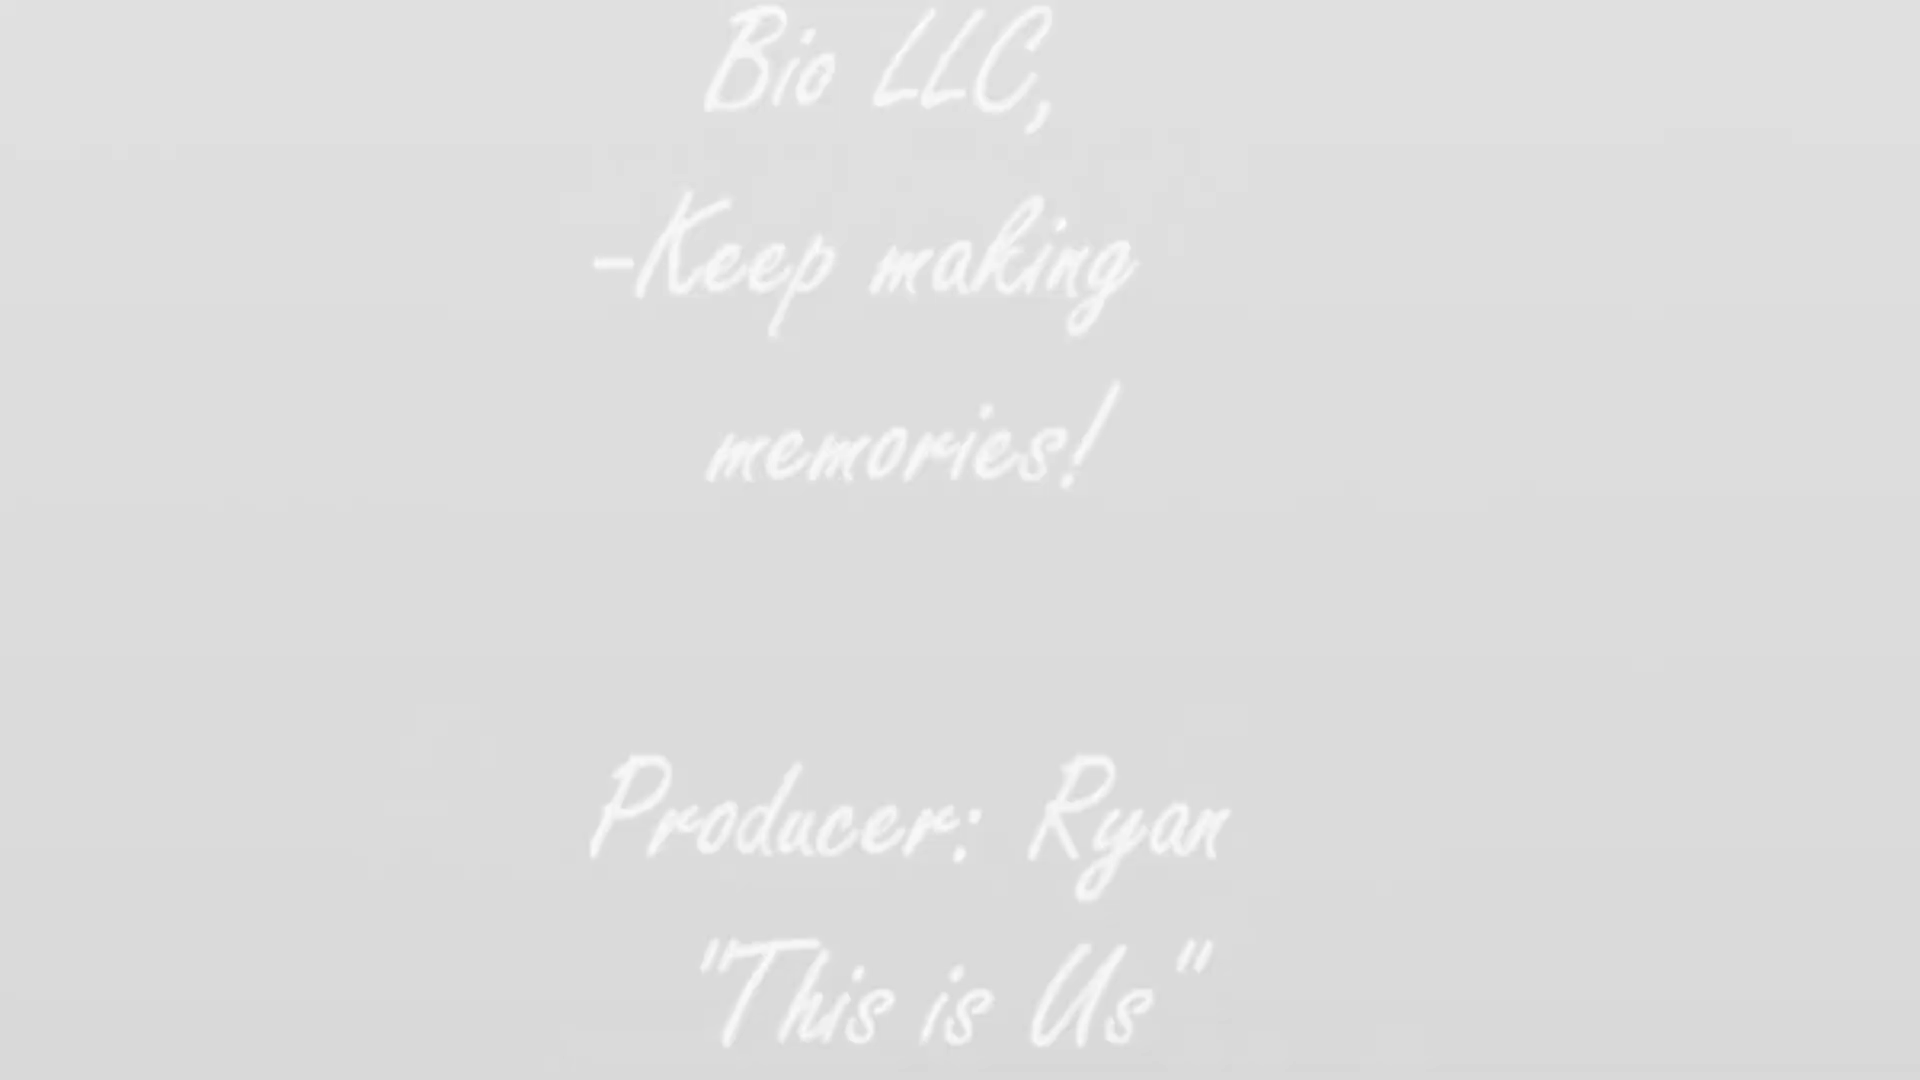 Bio LLC,
-Keep making
memories!
Producer: Ryan
"This is Us"